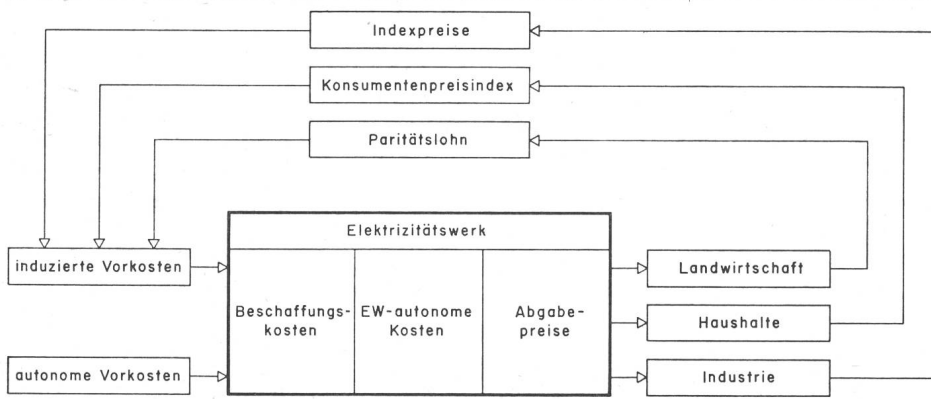 Indexpreise
Konsumentenpreisindex
Paritätslohn
Elektrizitätswerk
induzierte Vorkosten
Landwirtschaft
Beschaffungs-
kosten
EW-autonome
Kosten
Abgabe-
preise
Haushalte
autonome Vorkosten
Industrie